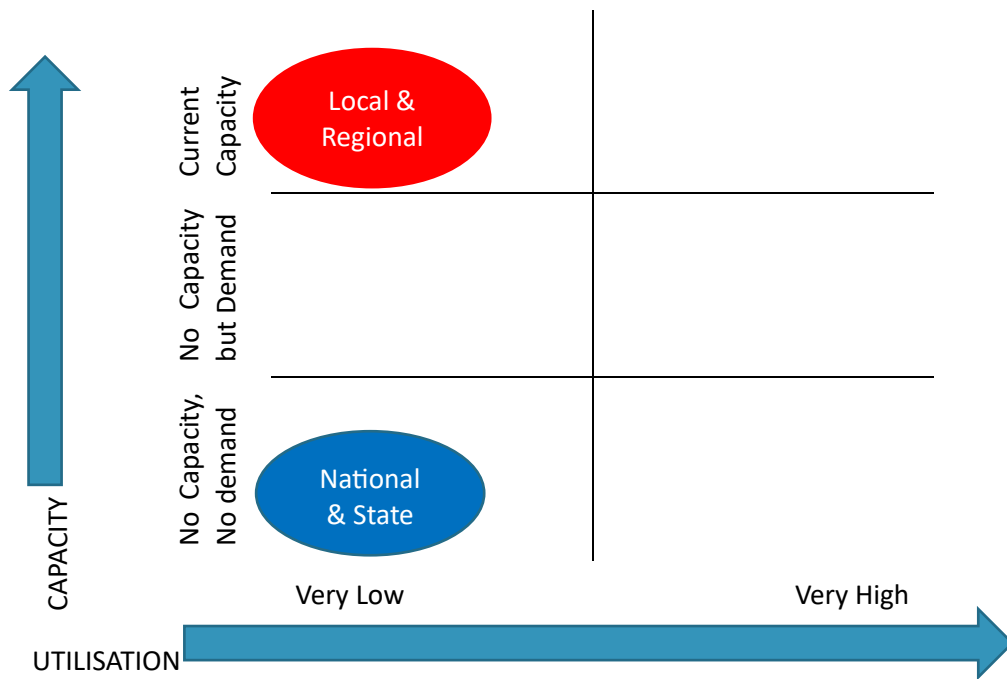 Current
Capacity
Local &
Regional
No Capacity
but Demand
No Capacity,
No demand
National
& State
CAPACITY
Very Low
Very High
UTILISATION